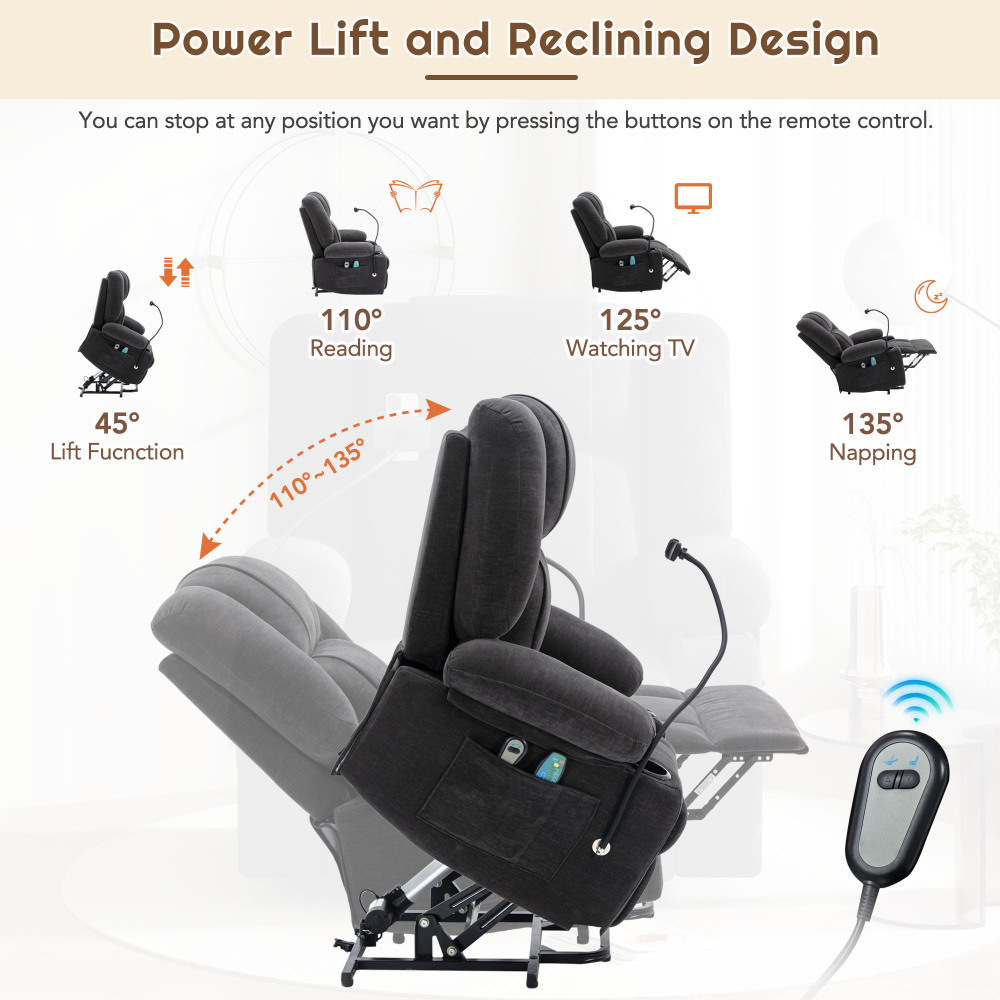 Power Lift and Reclining Design
You can stop at any position you want by pressing the buttons on the remote control.
45°
Lift Fucnction
110°
Reading
125°
Watching TV
135°
Napping
110°~135°